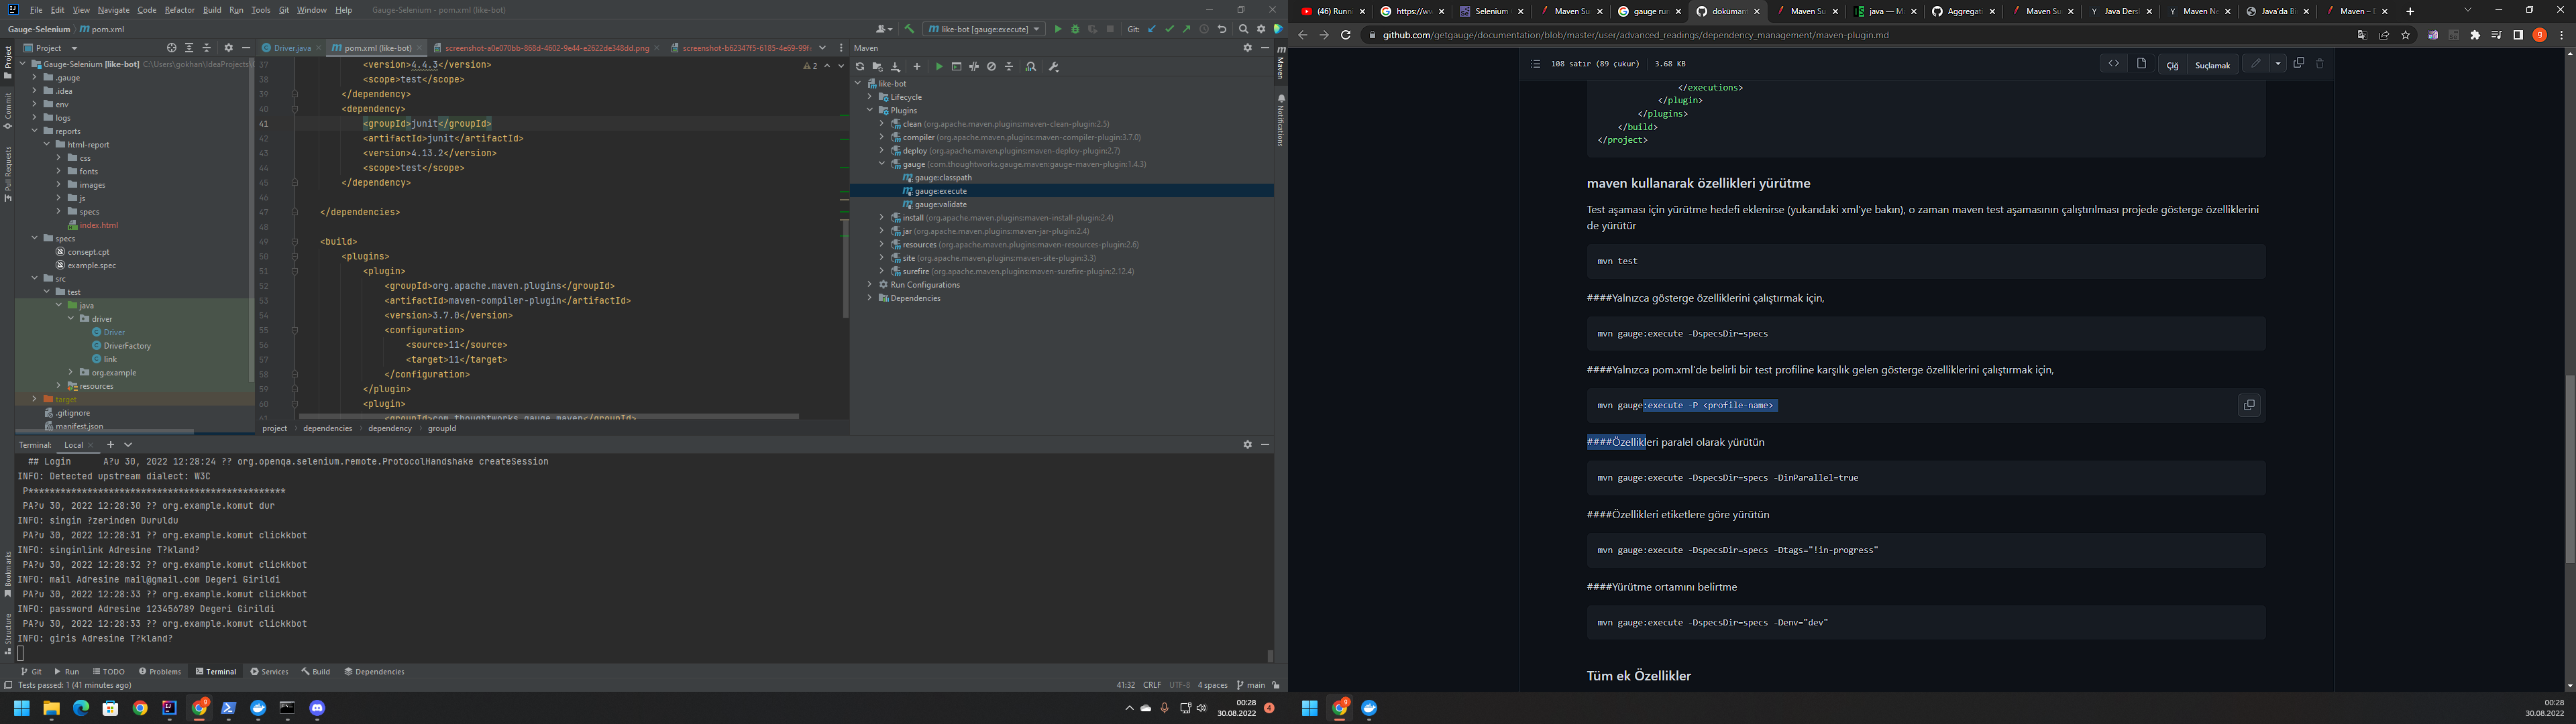 File Edit View Navigate Code Refactor Build Run Tools Git Window Help Gauge-Selenium - pom.xml (like-bot)
Gauge-Selenium pom.xml
like-bot [gauge:execute] Git:
Project
Driver.java pom.xml (like-bot) screenshot-a0e070bb-868d-4602-9e44-e2622de348dd.png
Gauge-Selenium [like-bot] C:\Users\gokhan\IdeaProjects
.gauge
.idea
env
logs
reports
html-report
css
fonts
images
js
specs
index.html
specs
consept.cpt
example.spec
src
test
java
driver
Driver
DriverFactory
link
org.example
resources
target
.gitignore
manifest.json
Project
Commit
Pull Requests
Bookmarks
Structure
37 <version>4.4.3</version>
38 <scope>test</scope>
39 </dependency>
40 <dependency>
41 <groupId>junit</groupId>
42 <artifactId>junit</artifactId>
43 <version>4.13.2</version>
44 <scope>test</scope>
45 </dependency>
46
47 </dependencies>
48
49 <build>
50 <plugins>
51 <plugin>
52 <groupId>org.apache.maven.plugins</groupId>
53 <artifactId>maven-compiler-plugin</artifactId>
54 <version>3.7.0</version>
55 <configuration>
56 <source>11</source>
57 <target>11</target>
58 </configuration>
59 </plugin>
60 <plugin>
61 <groupId>com.thoughtworks.gauge.maven</groupId>
2
project dependencies dependency groupId
Maven
like-bot
Lifecycle
Plugins
clean (org.apache.maven.plugins:maven-clean-plugin:2.5)
compiler (org.apache.maven.plugins:maven-compiler-plugin:3.7.0)
deploy (org.apache.maven.plugins:maven-deploy-plugin:2.7)
gauge (com.thoughtworks.gauge.maven:gauge-maven-plugin:1.4.3)
gauge:classpath
gauge:execute
gauge:validate
install (org.apache.maven.plugins:maven-install-plugin:2.4)
jar (org.apache.maven.plugins:maven-jar-plugin:2.4)
resources (org.apache.maven.plugins:maven-resources-plugin:2.6)
site (org.apache.maven.plugins:maven-site-plugin:3.3)
surefire (org.apache.maven.plugins:maven-surefire-plugin:2.12.4)
Run Configurations
Dependencies
Maven
Notifications
Terminal: Local
## Login A?u 30, 2022 12:28:24 ?? org.openqa.selenium.remote.ProtocolHandshake createSession
INFO: Detected upstream dialect: W3C
P************************************************
PA?u 30, 2022 12:28:30 ?? org.example.komut dur
INFO: singin ?zerinden Duruldu
PA?u 30, 2022 12:28:31 ?? org.example.komut clickkbot
INFO: singinlink Adresine T?kland?
PA?u 30, 2022 12:28:32 ?? org.example.komut clickkbot
INFO: mail Adresine mail@gmail.com Degeri Girildi
PA?u 30, 2022 12:28:33 ?? org.example.komut clickkbot
INFO: password Adresine 123456789 Degeri Girildi
PA?u 30, 2022 12:28:33 ?? org.example.komut clickkbot
INFO: giris Adresine T?kland?
Git Run TODO Problems Terminal Services Build Dependencies
Tests passed: 1 (41 minutes ago) 41:32 CRLF UTF-8 4 spaces main
00:28
30.08.2022
4
(46) Runn https://w Selenium Maven Su gauge ru doküman Maven Su java — M Aggregat Maven Su Java Ders Maven Ne Java'da Bi Maven –
github.com/getgauge/documentation/blob/master/user/advanced_readings/dependency_management/maven-plugin.md
108 satır (89 çukur) 3.68 KB Çiğ Suçlamak
</executions>
</plugin>
</plugins>
</build>
</project>
maven kullanarak özellikleri yürütme
Test aşaması için yürütme hedefi eklenirse (yukarıdaki xml'ye bakın), o zaman maven test aşamasının çalıştırılması projede gösterge özelliklerini
de yürütür
mvn test
####Yalnızca gösterge özelliklerini çalıştırmak için,
mvn gauge:execute -DspecsDir=specs
####Yalnızca pom.xml'de belirli bir test profiline karşılık gelen gösterge özelliklerini çalıştırmak için,
mvn gauge:execute -P <profile-name>
####Özellikleri paralel olarak yürütün
mvn gauge:execute -DspecsDir=specs -DinParallel=true
####Özellikleri etiketlere göre yürütün
mvn gauge:execute -DspecsDir=specs -Dtags="!in-progress"
####Yürütme ortamını belirtme
mvn gauge:execute -DspecsDir=specs -Denv="dev"
Tüm ek Özellikler
00:28
30.08.2022